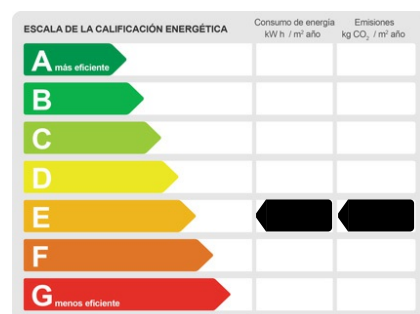 ESCALA DE LA CALIFICACIÓN ENERGÉTICA
Consumo de energía
kW h / m² año
Emisiones
kg CO₂ / m² año
A más eficiente
B
C
D
E
F
G menos eficiente